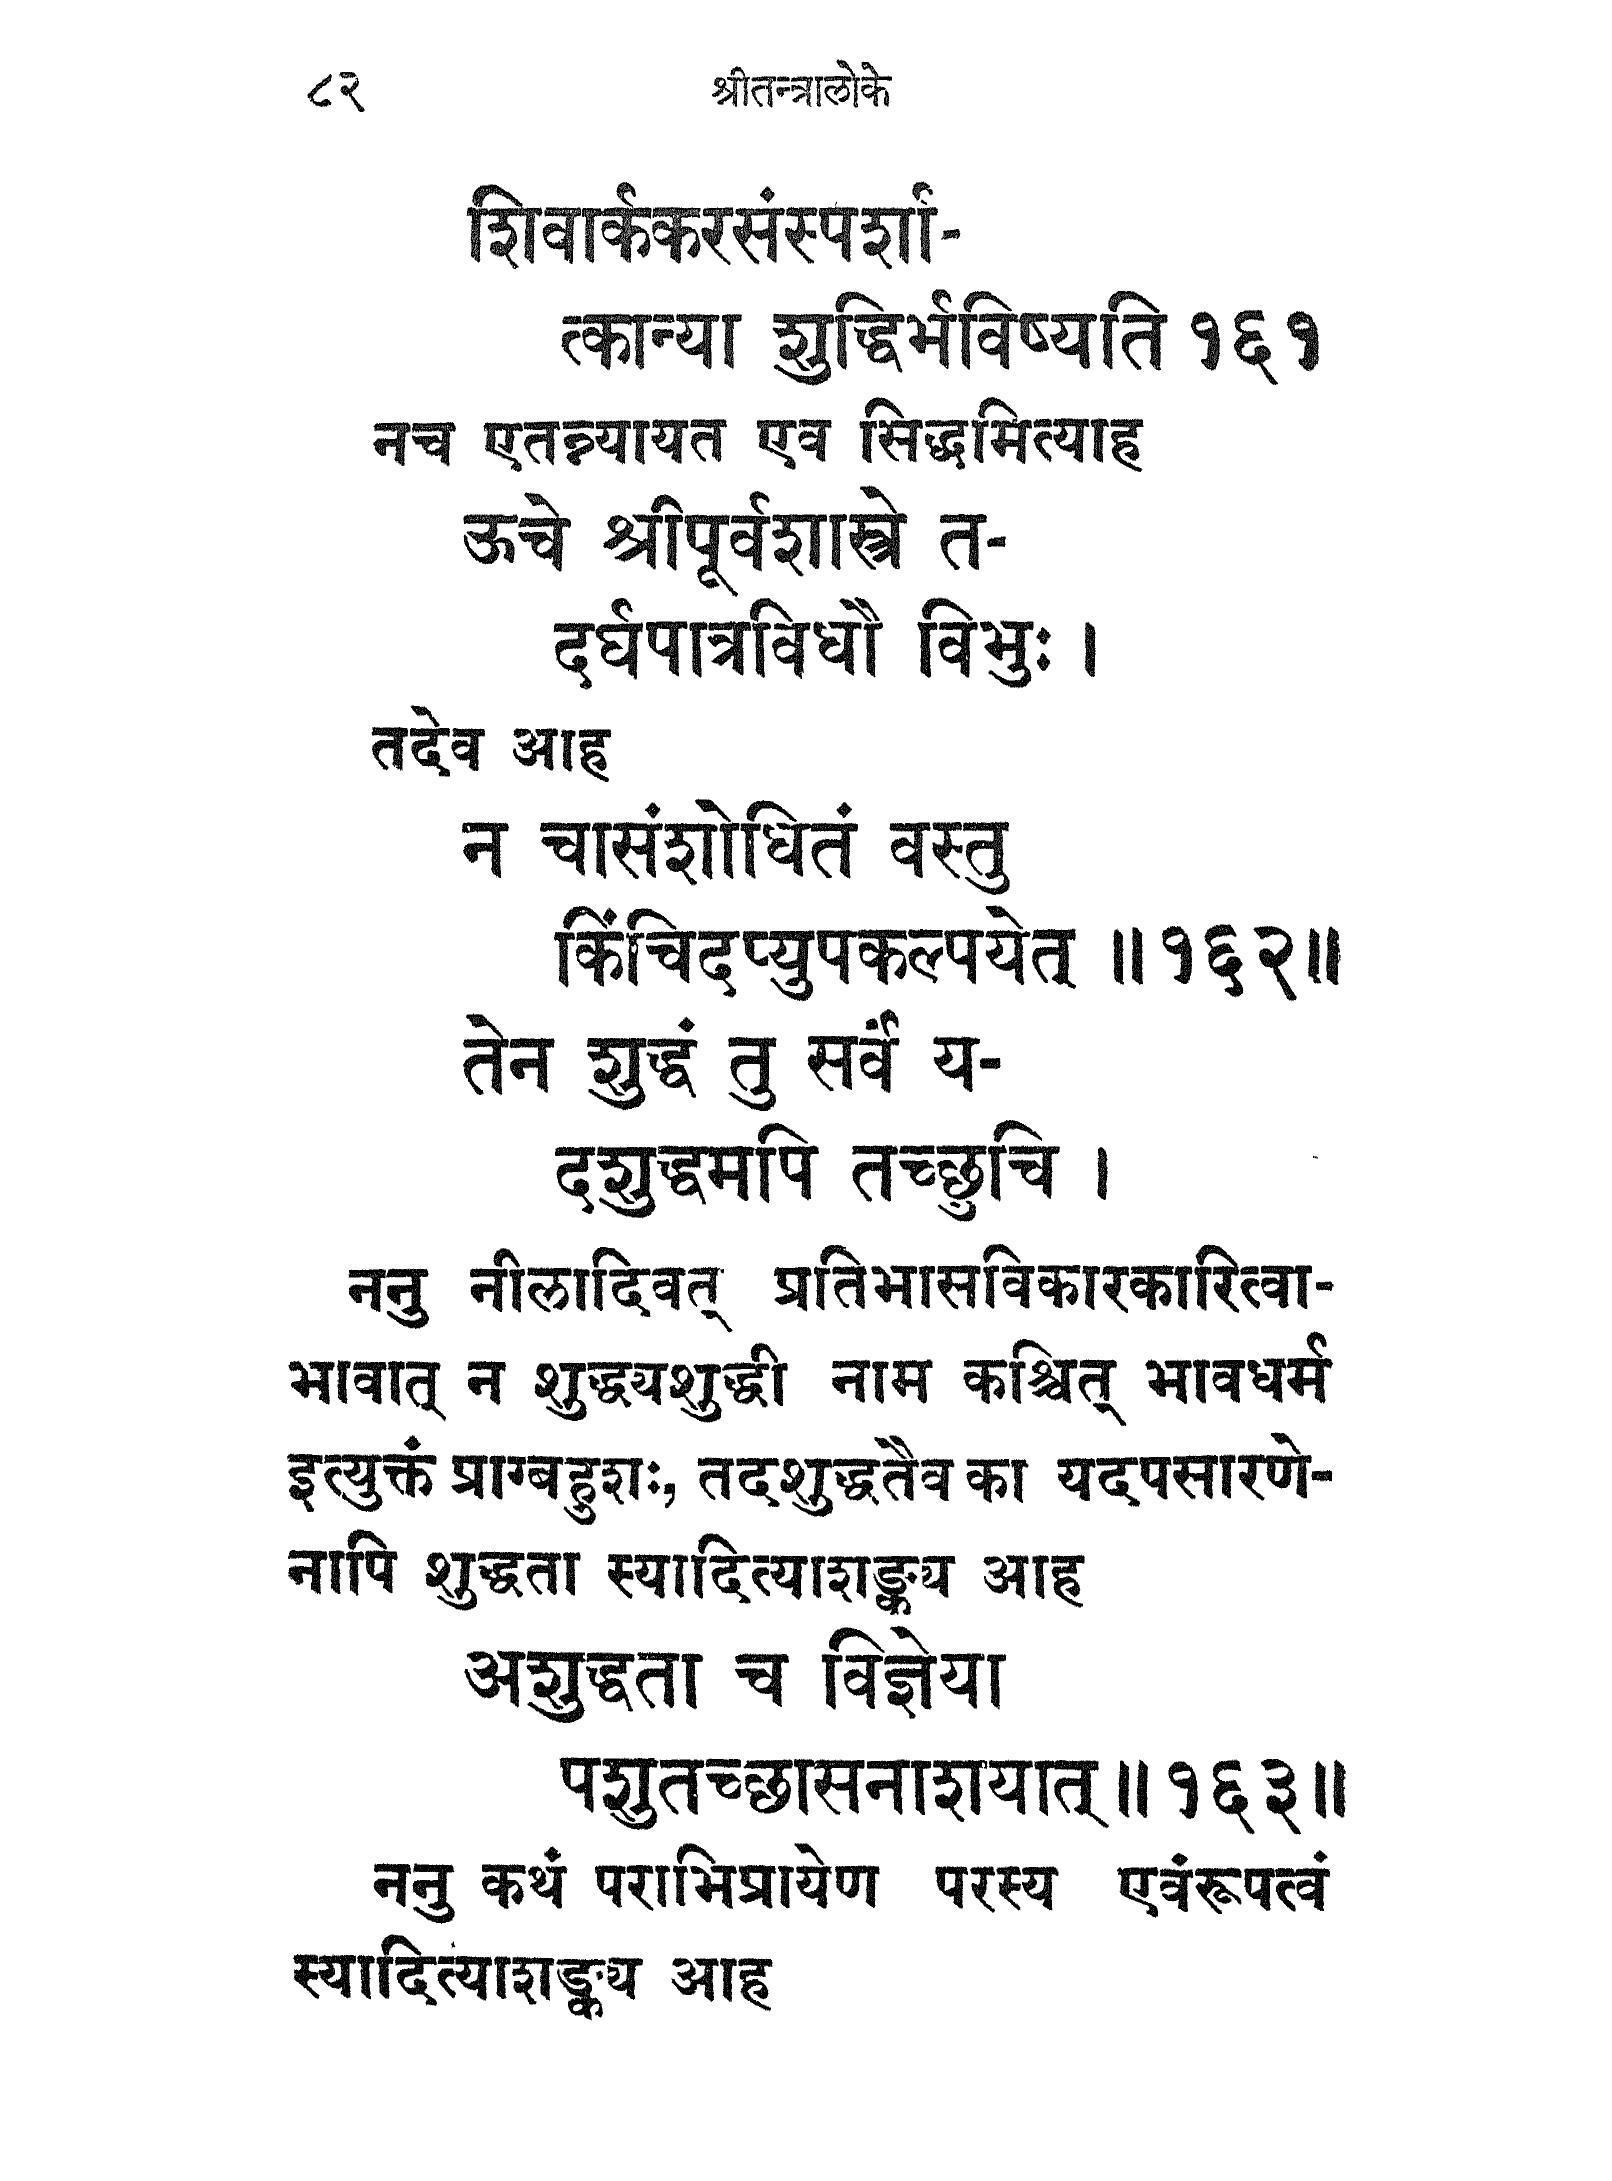 ८२
श्रीतन्त्रालोके
शिवार्ककरसंस्पर्शा-
त्कान्या शुद्धिर्भविष्यति १६१
नच एतन्न्यायत एव सिद्धमित्याह
ऊचे श्रीपूर्वशास्त्रे त-
दर्घपात्रविधौ विभुः ।
तदेव आह
न चासंशोधितं वस्तु
किंचिदप्युपकल्पयेत् ॥१६२॥
तेन शुद्धं तु सर्वं य-
दशुद्धमपि तच्छुचि ।
ननु नीलादिवत् प्रतिभासविकारकारित्वा-
भावात् न शुद्ध्यशुद्धी नाम कश्चित् भावधर्म
इत्युक्तं प्राग्बहुशः, तदशुद्धतैव का यदपसारणे-
नापि शुद्धता स्यादित्याशङ्क्य आह
अशुद्धता च विज्ञेया
पशुतच्छासनाशयात्॥१६३॥
ननु कथं पराभिप्रायेण परस्य एवंरूपत्वं
स्यादित्याशङ्क्य आह